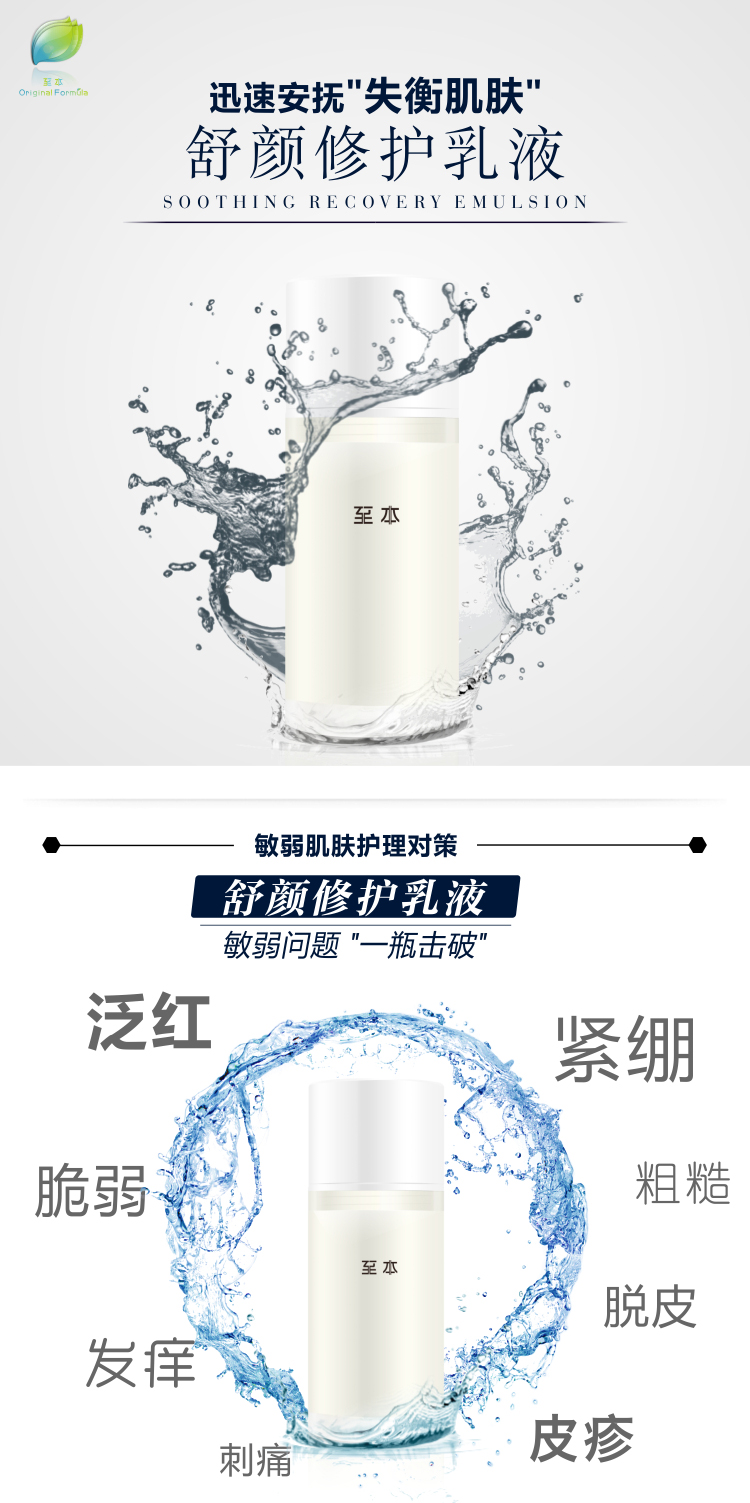 至本
Original Formula
迅速安抚"失衡肌肤"
舒颜修护乳液
SOOTHING RECOVERY EMULSION
至本
敏弱肌肤护理对策
舒颜修护乳液
敏弱问题 "一瓶击破"
泛红
紧绷
脆弱
粗糙
至本
脱皮
发痒
皮疹
刺痛